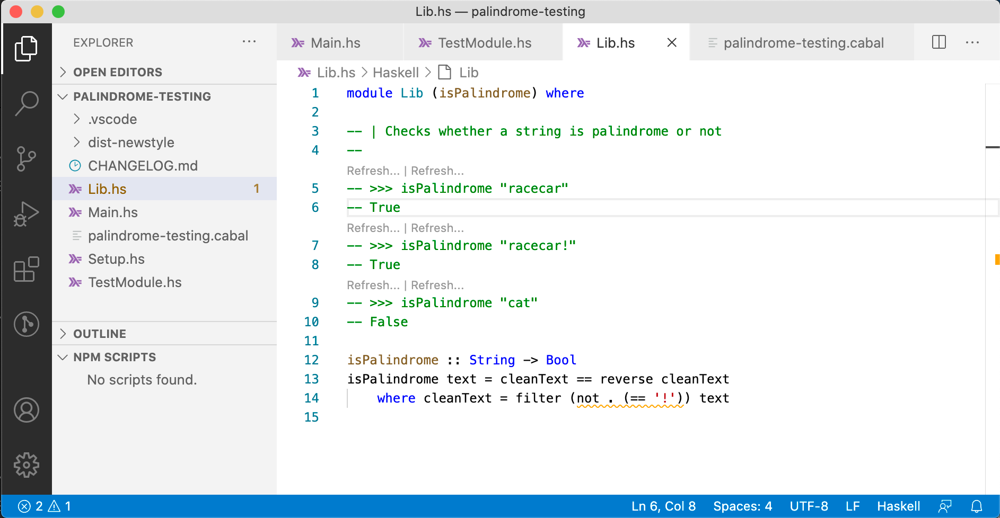 Lib.hs — palindrome-testing
EXPLORER
OPEN EDITORS
PALINDROME-TESTING
.vscode
dist-newstyle
CHANGELOG.md
Lib.hs 1
Main.hs
palindrome-testing.cabal
Setup.hs
TestModule.hs
OUTLINE
NPM SCRIPTS
No scripts found.
Main.hs TestModule.hs Lib.hs palindrome-testing.cabal
Lib.hs > Haskell > Lib
1 module Lib (isPalindrome) where
2
3 -- | Checks whether a string is palindrome or not
4 --
Refresh... | Refresh...
5 -- >>> isPalindrome "racecar"
6 -- True
Refresh... | Refresh...
7 -- >>> isPalindrome "racecar!"
8 -- True
Refresh... | Refresh...
9 -- >>> isPalindrome "cat"
10 -- False
11
12 isPalindrome :: String -> Bool
13 isPalindrome text = cleanText == reverse cleanText
14 where cleanText = filter (not . (== '!')) text
15
2 1 Ln 6, Col 8 Spaces: 4 UTF-8 LF Haskell